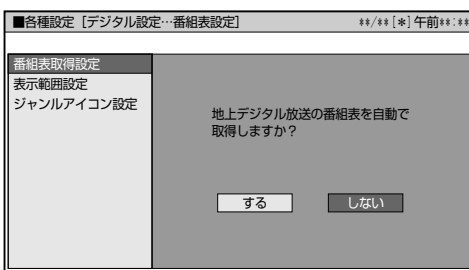 ■各種設定［デジタル設定…番組表設定］ **/**[*]午前**:**
番組表取得設定
表示範囲設定
ジャンルアイコン設定
地上デジタル放送の番組表を自動で
取得しますか？
する しない